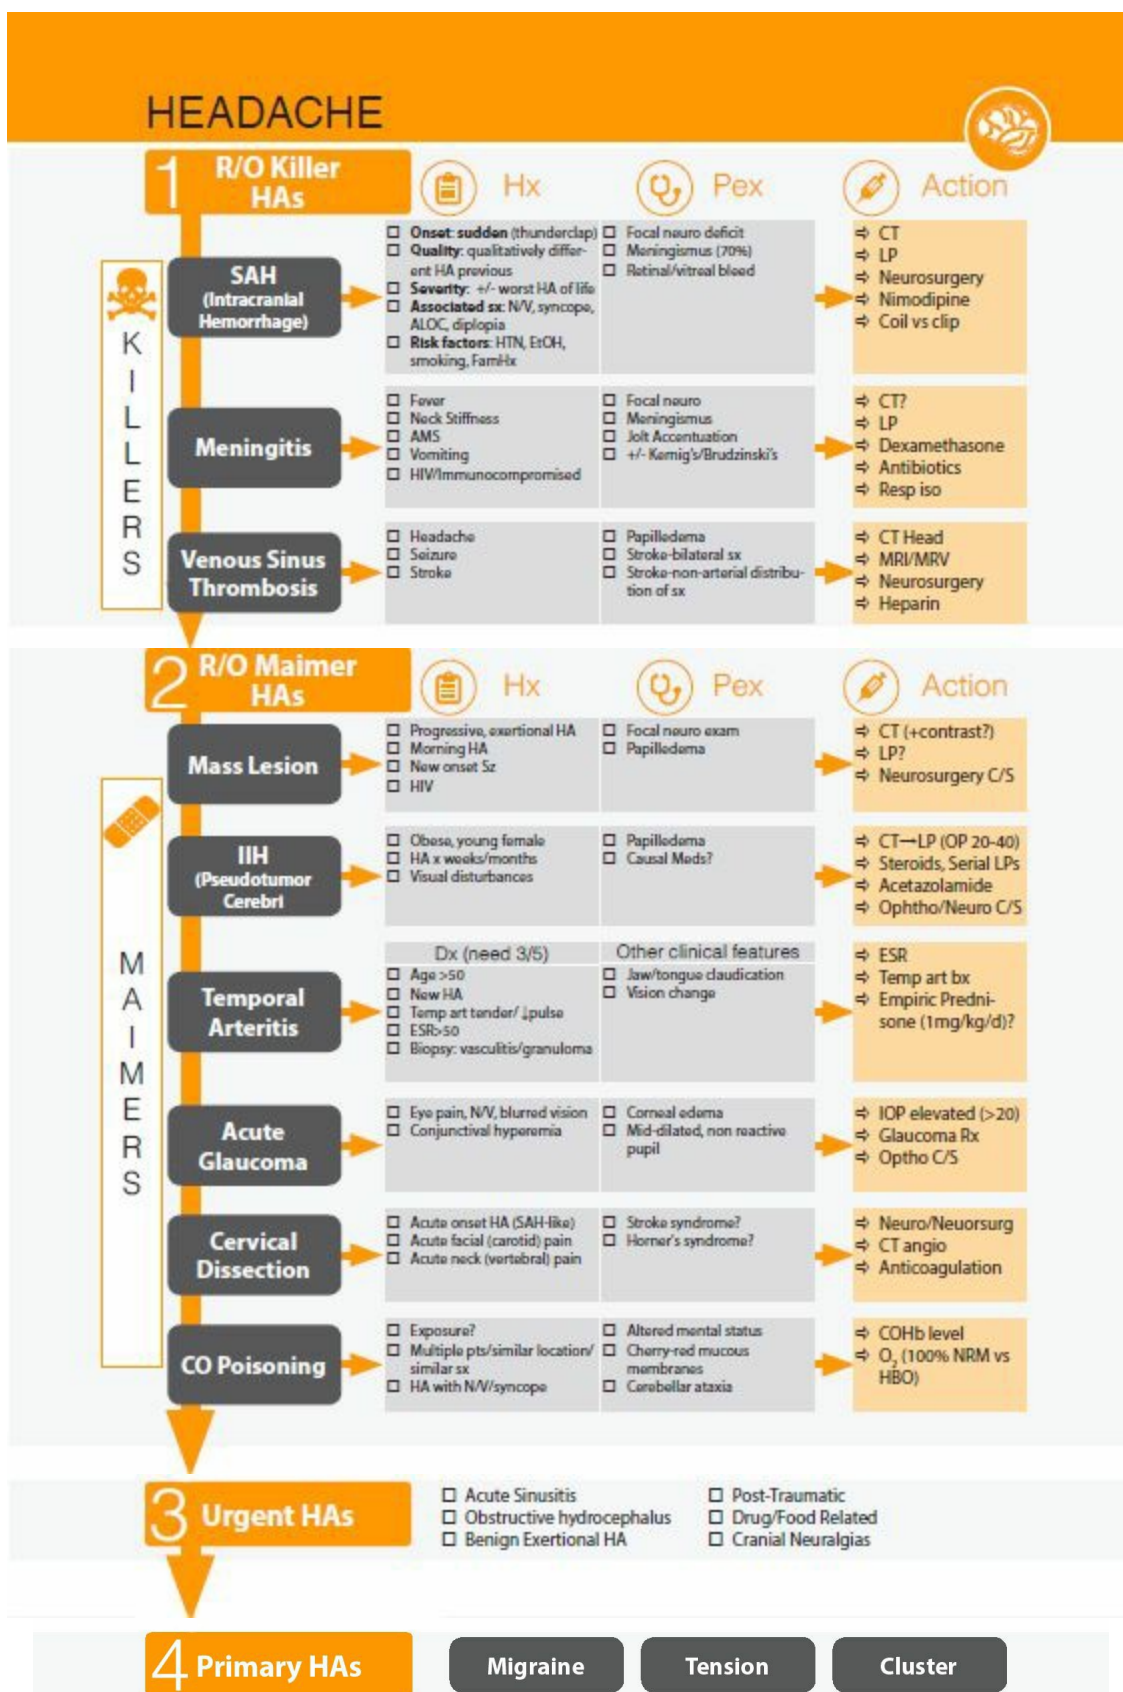 HEADACHE
1 R/O Killer
HAs
Hx
Pex
Action
KILLERS
SAH
(Intracranial
Hemorrhage)
☐ Onset: sudden (thunderclap)
☐ Quality: qualitatively differ-
ent HA previous
☐ Severity: +/- worst HA of life
☐ Associated sx: N/V, syncope,
ALOC, diplopia
☐ Risk factors: HTN, EtOH,
smoking, FamHx
☐ Focal neuro deficit
☐ Meningismus (70%)
☐ Retinal/vitreal bleed
⇨ CT
⇨ LP
⇨ Neurosurgery
⇨ Nimodipine
⇨ Coil vs clip
Meningitis
☐ Fever
☐ Neck Stiffness
☐ AMS
☐ Vomiting
☐ HIV/Immunocompromised
☐ Focal neuro
☐ Meningismus
☐ Jolt Accentuation
☐ +/- Kernig's/Brudzinski's
⇨ CT?
⇨ LP
⇨ Dexamethasone
⇨ Antibiotics
⇨ Resp iso
Venous Sinus
Thrombosis
☐ Headache
☐ Seizure
☐ Stroke
☐ Papilledema
☐ Stroke-bilateral sx
☐ Stroke-non-arterial distribu-
tion of sx
⇨ CT Head
⇨ MRI/MRV
⇨ Neurosurgery
⇨ Heparin
2 R/O Maimer
HAs
Hx
Pex
Action
MAIMERS
Mass Lesion
☐ Progressive, exertional HA
☐ Morning HA
☐ New onset Sz
☐ HIV
☐ Focal neuro exam
☐ Papilledema
⇨ CT (+contrast?)
⇨ LP?
⇨ Neurosurgery C/S
IIH
(Pseudotumor
Cerebri
☐ Obese, young female
☐ HA x weeks/months
☐ Visual disturbances
☐ Papilledema
☐ Causal Meds?
⇨ CT→LP (OP 20-40)
⇨ Steroids, Serial LPs
⇨ Acetazolamide
⇨ Ophtho/Neuro C/S
Temporal
Arteritis
Dx (need 3/5)
☐ Age >50
☐ New HA
☐ Temp art tender/ ↓pulse
☐ ESR>50
☐ Biopsy: vasculitis/granuloma
Other clinical features
☐ Jaw/tongue claudication
☐ Vision change
⇨ ESR
⇨ Temp art bx
⇨ Empiric Predni-
sone (1mg/kg/d)?
Acute
Glaucoma
☐ Eye pain, N/V, blurred vision
☐ Conjunctival hyperemia
☐ Corneal edema
☐ Mid-dilated, non reactive
pupil
⇨ IOP elevated (>20)
⇨ Glaucoma Rx
⇨ Optho C/S
Cervical
Dissection
☐ Acute onset HA (SAH-like)
☐ Acute facial (carotid) pain
☐ Acute neck (vertebral) pain
☐ Stroke syndrome?
☐ Horner's syndrome?
⇨ Neuro/Neuorsurg
⇨ CT angio
⇨ Anticoagulation
CO Poisoning
☐ Exposure?
☐ Multiple pts/similar location/
similar sx
☐ HA with N/V/syncope
☐ Altered mental status
☐ Cherry-red mucous
membranes
☐ Cerebellar ataxia
⇨ COHb level
⇨ O₂ (100% NRM vs
HBO)
3 Urgent HAs
☐ Acute Sinusitis
☐ Obstructive hydrocephalus
☐ Benign Exertional HA
☐ Post-Traumatic
☐ Drug/Food Related
☐ Cranial Neuralgias
4 Primary HAs
Migraine
Tension
Cluster